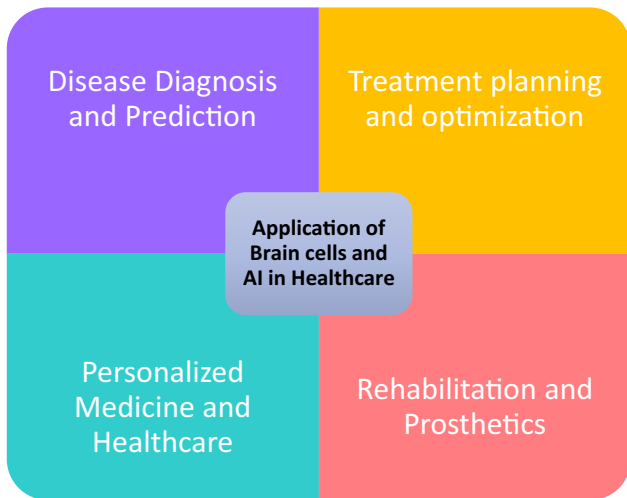 Disease Diagnosis
and Prediction
Treatment planning
and optimization
Application of
Brain cells and
AI in Healthcare
Personalized
Medicine and
Healthcare
Rehabilitation and
Prosthetics